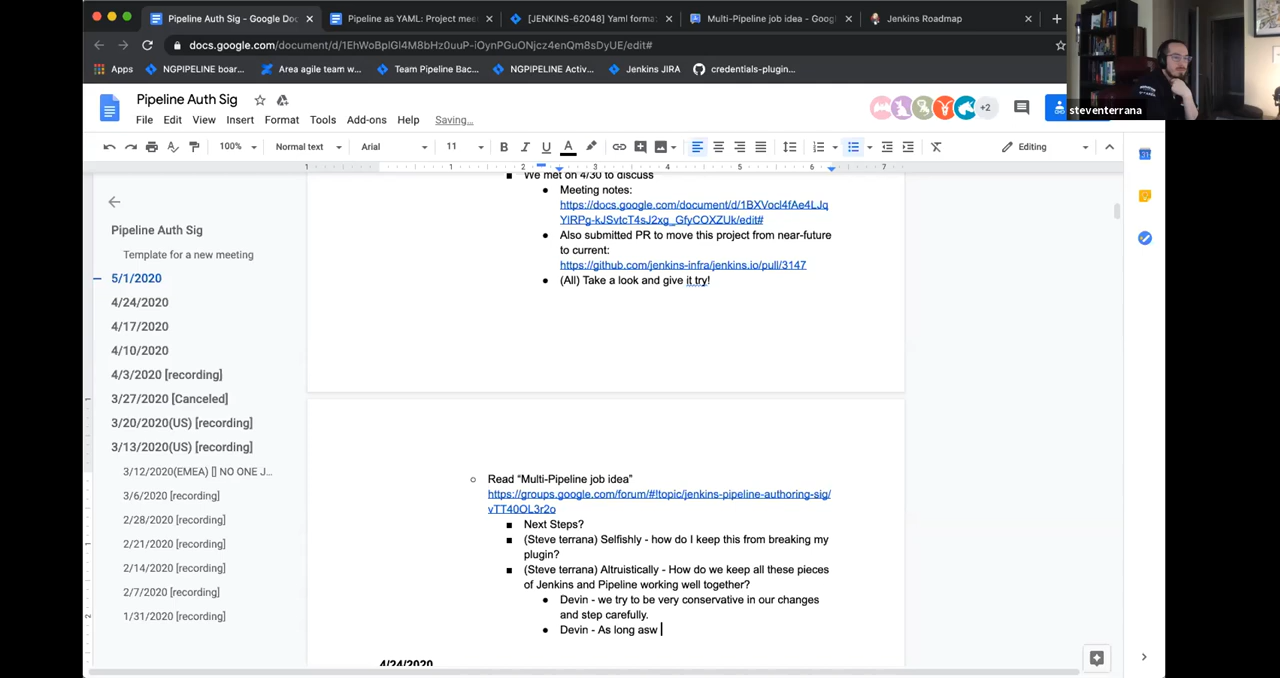 Pipeline Auth Sig - Google Doc
Pipeline as YAML: Project mee
[JENKINS-62048] Yaml forma
Multi-Pipeline job idea - Goog
Jenkins Roadmap
docs.google.com/document/d/1EhWoBplGl4M8bHz0uuP-iOynPGuONjcz4enQm8sDyUE/edit#
Apps
NGPIPELINE boar...
Area agile team w...
Team Pipeline Bac...
NGPIPELINE Activ...
Jenkins JIRA
credentials-plugin...
steventerrana
Pipeline Auth Sig
File Edit View Insert Format Tools Add-ons Help Saving...
+2
100% Normal text Arial 11 B I U A Editing
1 1 2 3 4 5 6 7
Pipeline Auth Sig
Template for a new meeting
5/1/2020
4/24/2020
4/17/2020
4/10/2020
4/3/2020 [recording]
3/27/2020 [Canceled]
3/20/2020(US) [recording]
3/13/2020(US) [recording]
3/12/2020(EMEA) [] NO ONE J...
3/6/2020 [recording]
2/28/2020 [recording]
2/21/2020 [recording]
2/14/2020 [recording]
2/7/2020 [recording]
1/31/2020 [recording]
We met on 4/30 to discuss
Meeting notes:
https://docs.google.com/document/d/1BXVocl4fAe4LJq
YlRPg-kJSvtcT4sJ2xg_GfyCOXZUk/edit#
Also submitted PR to move this project from near-future
to current:
https://github.com/jenkins-infra/jenkins.io/pull/3147
(All) Take a look and give it try!
Read “Multi-Pipeline job idea”
https://groups.google.com/forum/#!topic/jenkins-pipeline-authoring-sig/
vTT40OL3r2o
Next Steps?
(Steve terrana) Selfishly - how do I keep this from breaking my
plugin?
(Steve terrana) Altruistically - How do we keep all these pieces
of Jenkins and Pipeline working well together?
Devin - we try to be very conservative in our changes
and step carefully.
Devin - As long asw
4/24/2020